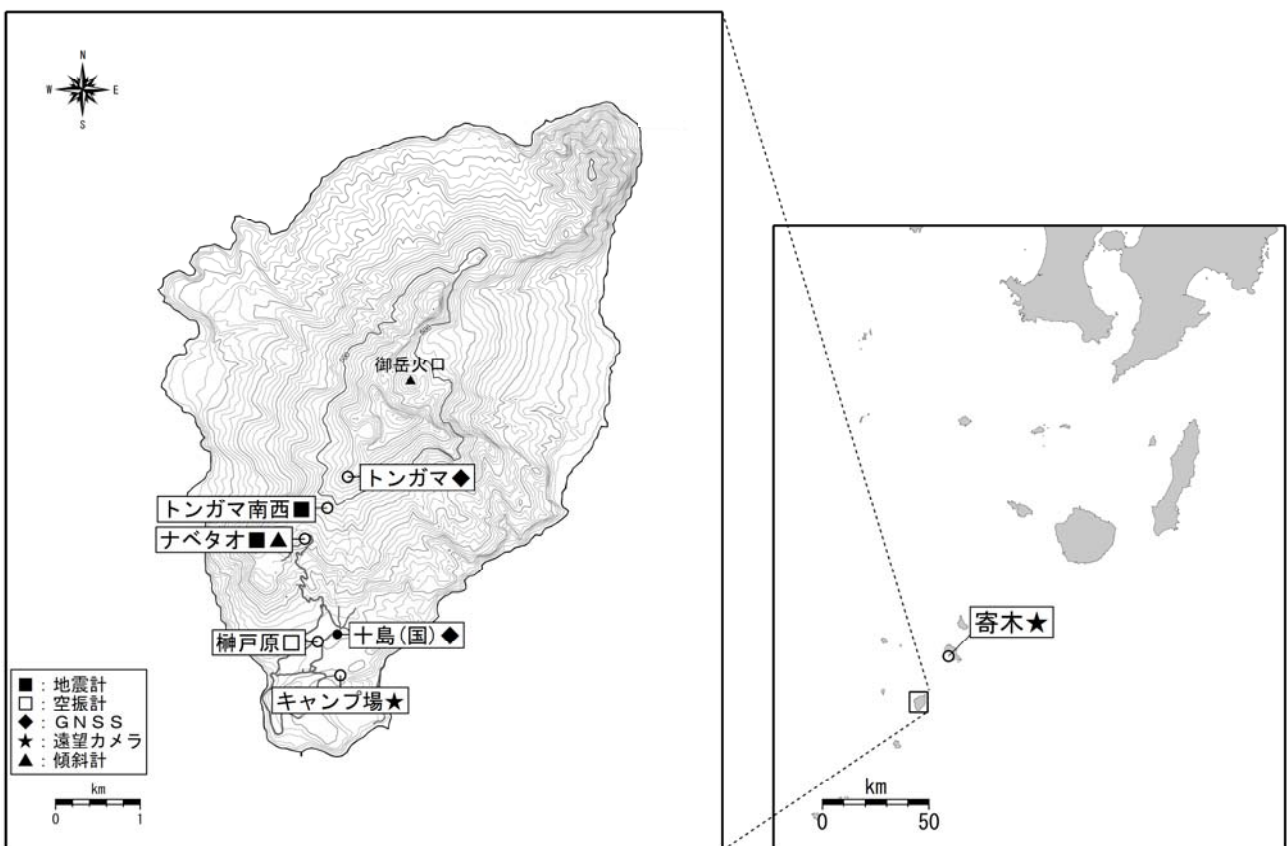 N
W E
S
500
500
御岳火口
トンガマ◆
トンガマ南西■
ナベタオ■▲
榊戸原□
十島(国)◆
キャンプ場★
■:地震計
□:空振計
◆:GNSS
★:遠望カメラ
▲:傾斜計
km
0 1
寄木★
km
0 50